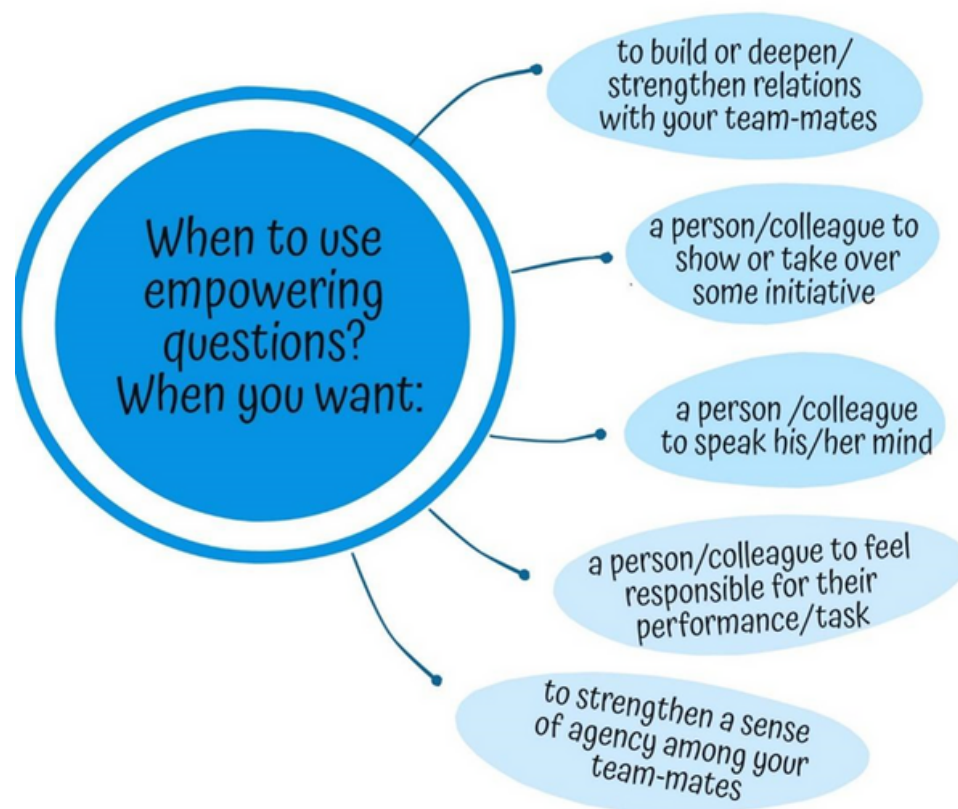 When to use
empowering
questions?
When you want:
to build or deepen/
strengthen relations
with your team-mates
a person/colleague to
show or take over
some initiative
a person /colleague
to speak his/her mind
a person/colleague to feel
responsible for their
performance/task
to strengthen a sense
of agency among your
team-mates